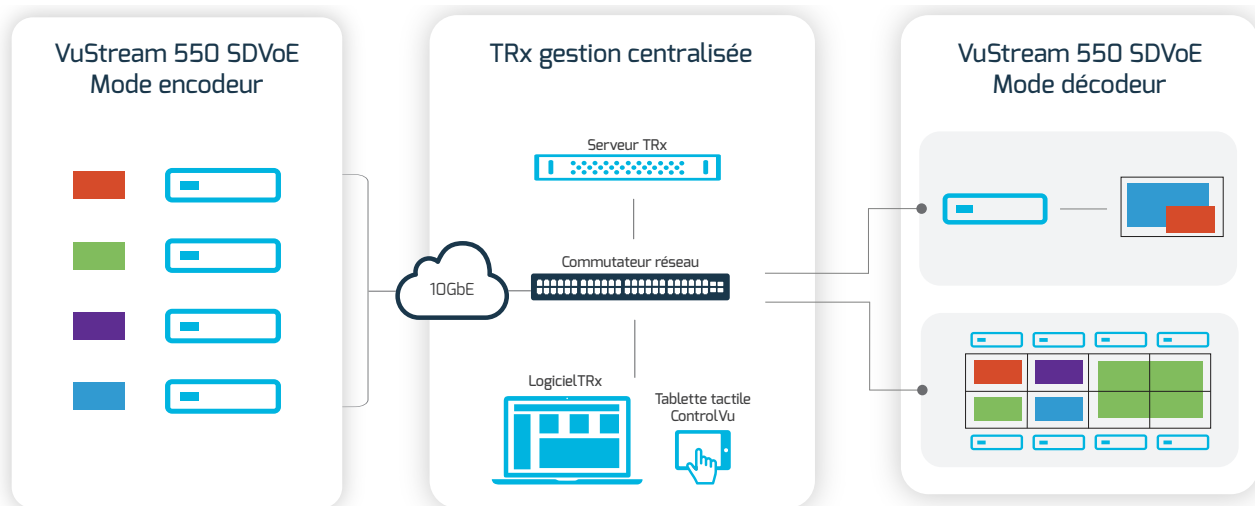 VuStream 550 SDVoE
Mode encodeur
TRx gestion centralisée
Serveur TRx
Commutateur réseau
10GbE
LogicielTRx
Tablette tactile
ControlVu
VuStream 550 SDVoE
Mode décodeur